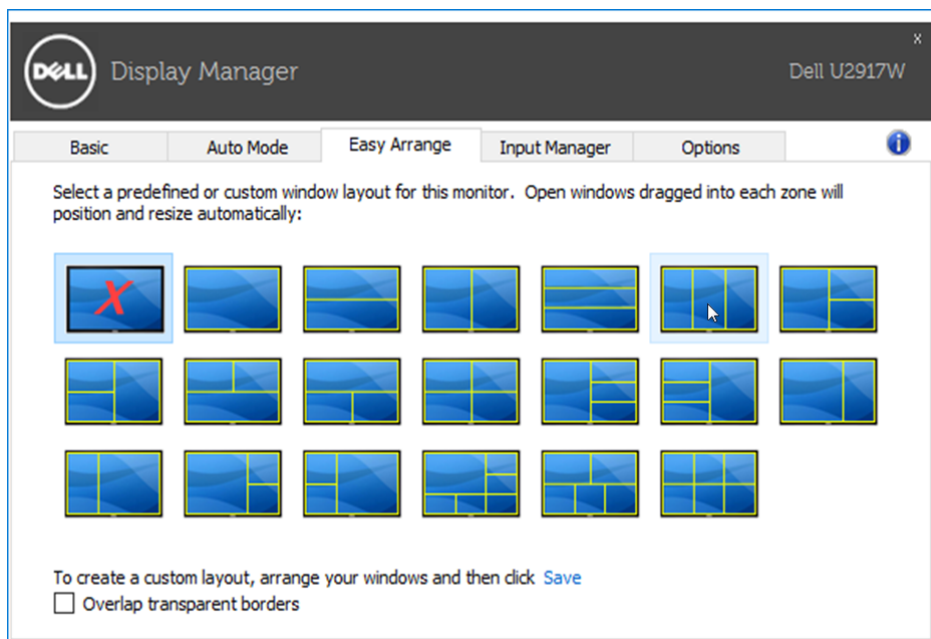 x
DELL Display Manager Dell U2917W
Basic Auto Mode Easy Arrange Input Manager Options i
Select a predefined or custom window layout for this monitor. Open windows dragged into each zone will
position and resize automatically:
X
To create a custom layout, arrange your windows and then click Save
Overlap transparent borders